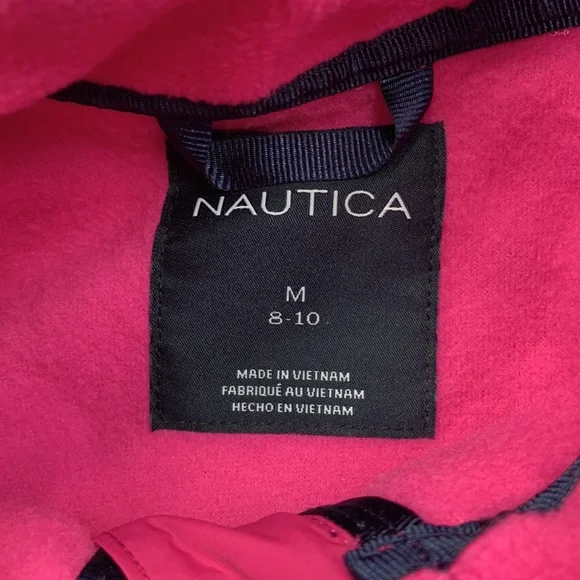 NAUTICA
M
8-10
MADE IN VIETNAM
FABRIQUÉ AU VIETNAM
HECHO EN VIETNAM